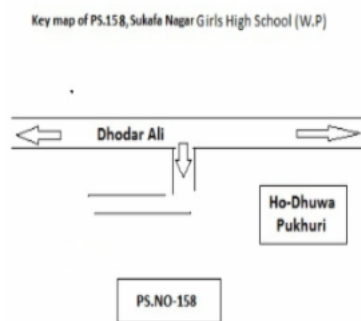 Key map of PS.158, Sukafa Nagar Girls High School (W.P)
Dhodar Ali
Ho-Dhuwa
Pukhuri
PS.NO-158